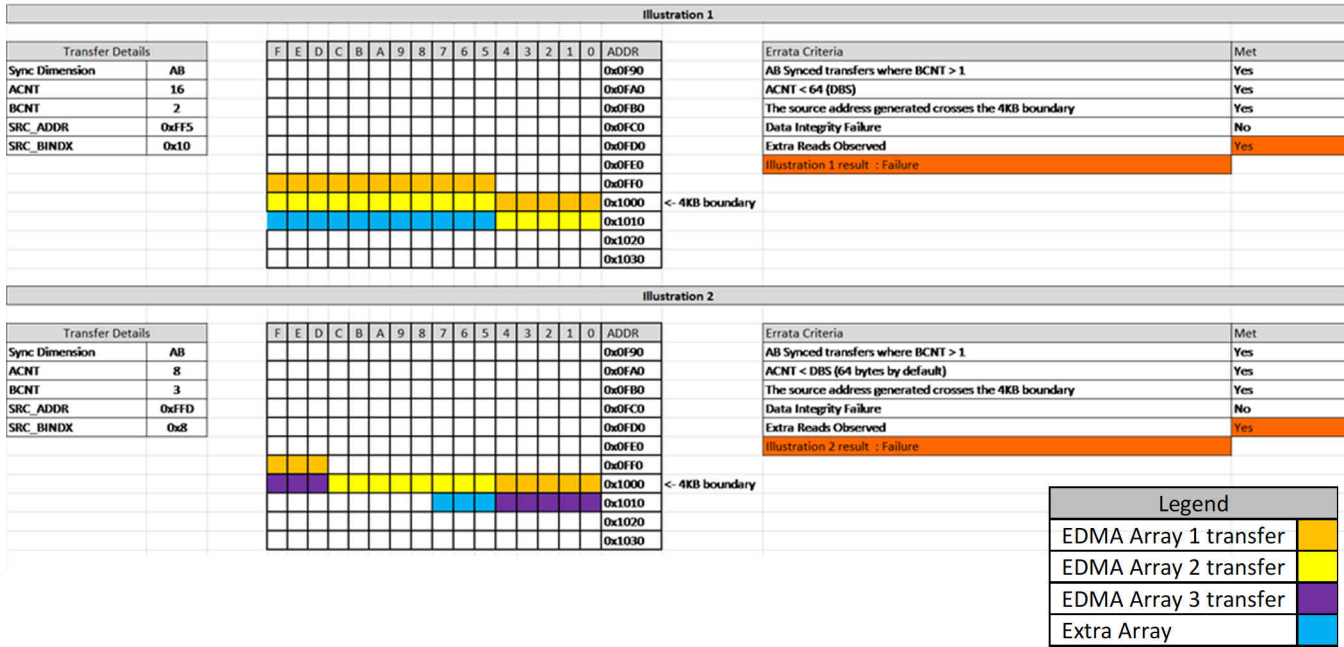 Illustration 1
Transfer Details F E D C B A 9 8 7 6 5 4 3 2 1 0 ADDR Errata Criteria Met
Sync Dimension AB 0x0F90 AB Synced transfers where BCNT > 1 Yes
ACNT 16 0x0FA0 ACNT < 64 (DBS) Yes
BCNT 2 0x0FB0 The source address generated crosses the 4KB boundary Yes
SRC_ADDR 0xFF5 0x0FC0 Data Integrity Failure No
SRC_BINDX 0x10 0x0FD0 Extra Reads Observed Yes
0x0FE0 Illustration 1 result : Failure
0x0FF0
0x1000 <- 4KB boundary
0x1010
0x1020
0x1030
Illustration 2
Transfer Details F E D C B A 9 8 7 6 5 4 3 2 1 0 ADDR Errata Criteria Met
Sync Dimension AB 0x0F90 AB Synced transfers where BCNT > 1 Yes
ACNT 8 0x0FA0 ACNT < DBS (64 bytes by default) Yes
BCNT 3 0x0FB0 The source address generated crosses the 4KB boundary Yes
SRC_ADDR 0xFFD 0x0FC0 Data Integrity Failure No
SRC_BINDX 0x8 0x0FD0 Extra Reads Observed Yes
0x0FE0 Illustration 2 result : Failure
0x0FF0
0x1000 <- 4KB boundary
0x1010
0x1020
0x1030
Legend
EDMA Array 1 transfer
EDMA Array 2 transfer
EDMA Array 3 transfer
Extra Array